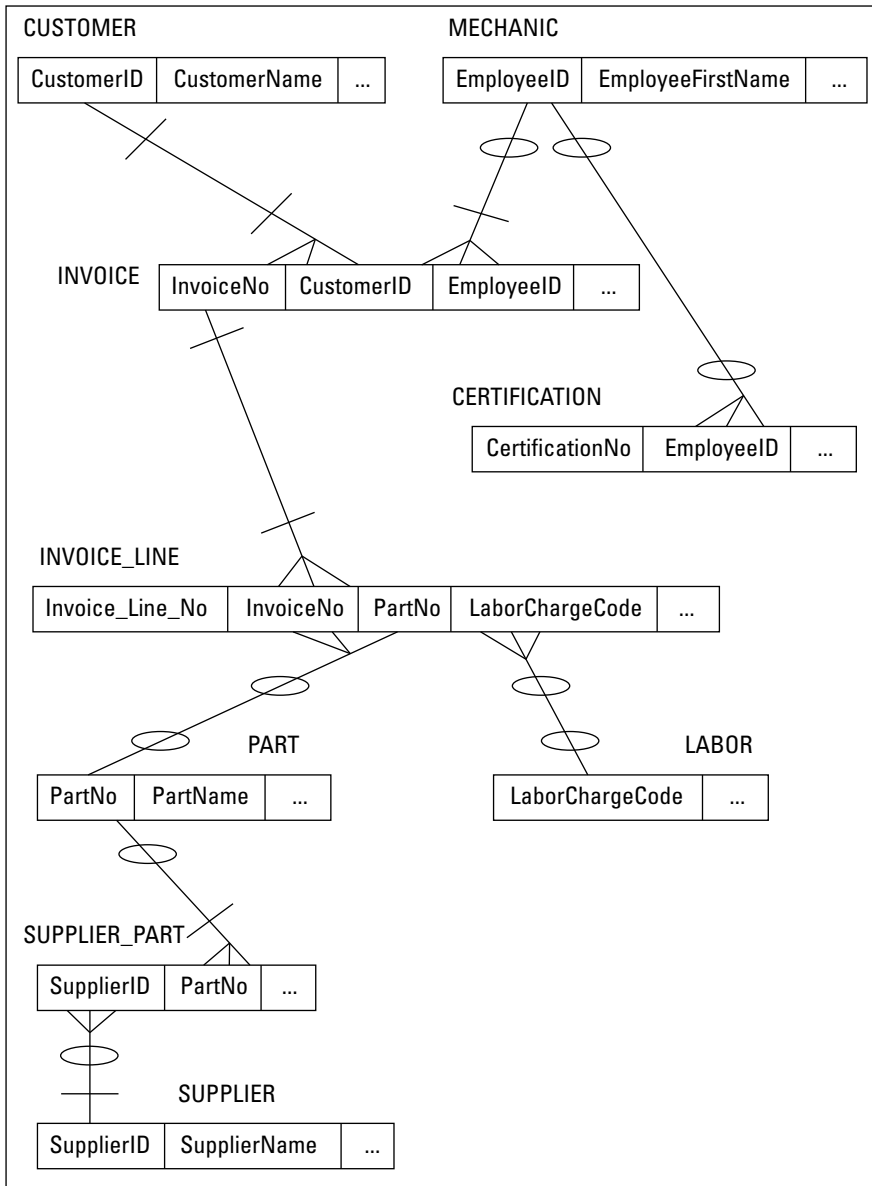 CUSTOMER
MECHANIC
CustomerID CustomerName ...
EmployeeID EmployeeFirstName ...
INVOICE
InvoiceNo CustomerID EmployeeID ...
CERTIFICATION
CertificationNo EmployeeID ...
INVOICE_LINE
Invoice_Line_No InvoiceNo PartNo LaborChargeCode ...
PART
LABOR
PartNo PartName ...
LaborChargeCode ...
SUPPLIER_PART
SupplierID PartNo ...
SUPPLIER
SupplierID SupplierName ...